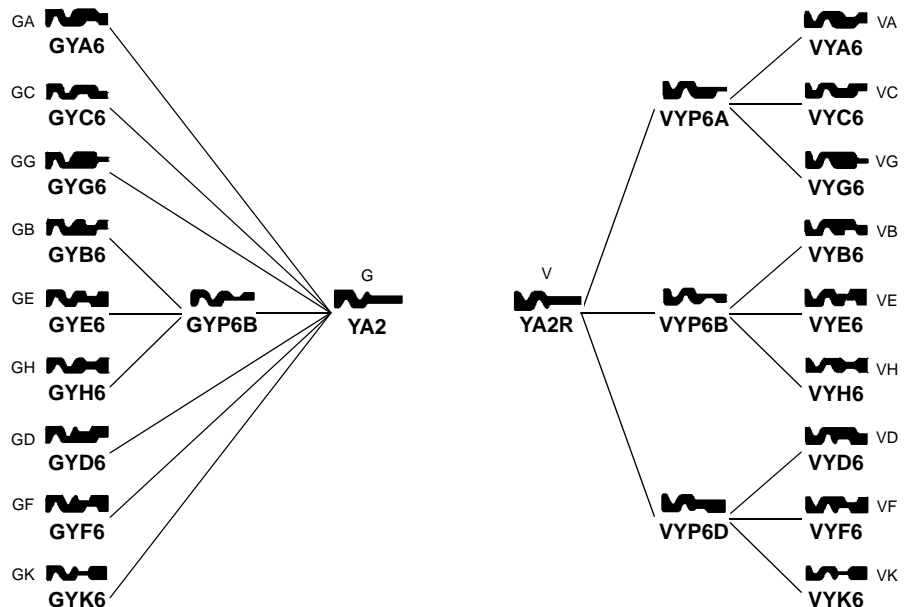 GA
GYA6
GC
GYC6
GG
GYG6
GB
GYB6
GE
GYE6
GH
GYH6
GD
GYD6
GF
GYF6
GK
GYK6
GYP6B
G
YA2
V
YA2R
VYP6A
VYP6B
VYP6D
VA
VYA6
VC
VYC6
VG
VYG6
VB
VYB6
VE
VYE6
VH
VYH6
VD
VYD6
VF
VYF6
VK
VYK6